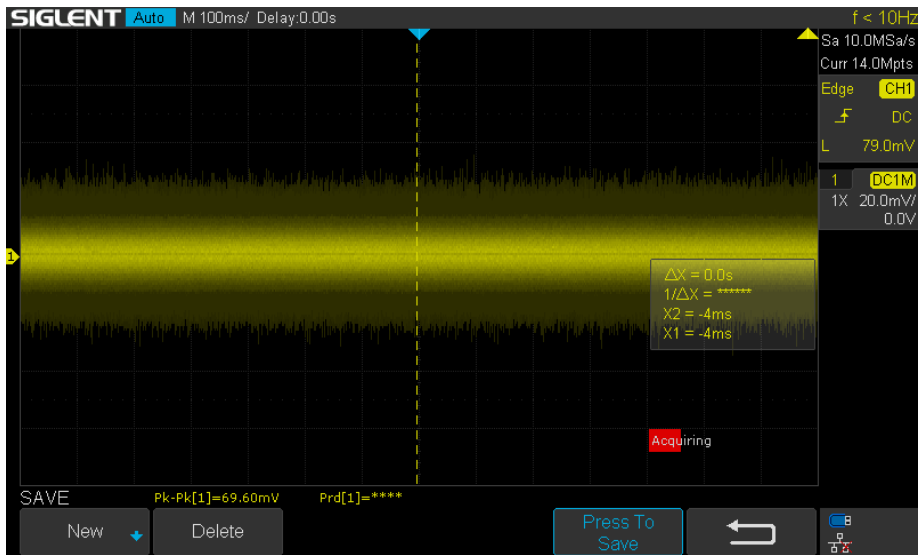 SIGLENT Auto M 100ms/ Delay:0.00s f < 10Hz
Sa 10.0MSa/s
Curr 14.0Mpts
Edge CH1
DC
L 79.0mV
1 DC1M
1X 20.0mV/
0.0V
1
ΔX = 0.0s
1/ΔX = ******
X2 = -4ms
X1 = -4ms
Acquiring
SAVE Pk-Pk[1]=69.60mV Prd[1]=****
New Delete Press To
Save